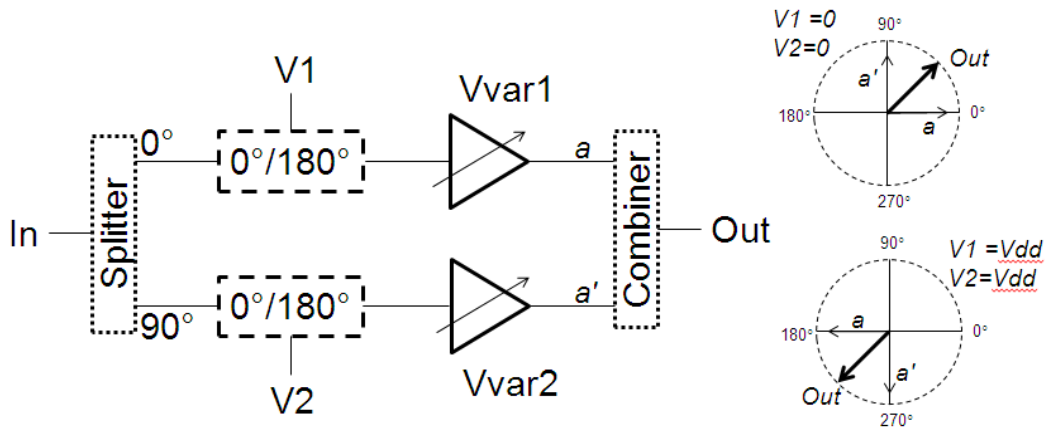 V1
Vvar1
0°
0°/180°
a
In
Splitter
Combiner
Out
90°
0°/180°
a'
V2
Vvar2
V1 =0
V2=0
90°
Out
a'
180°
0°
a
270°
90°
V1 =Vdd
V2=Vdd
a
180°
0°
a'
Out
270°